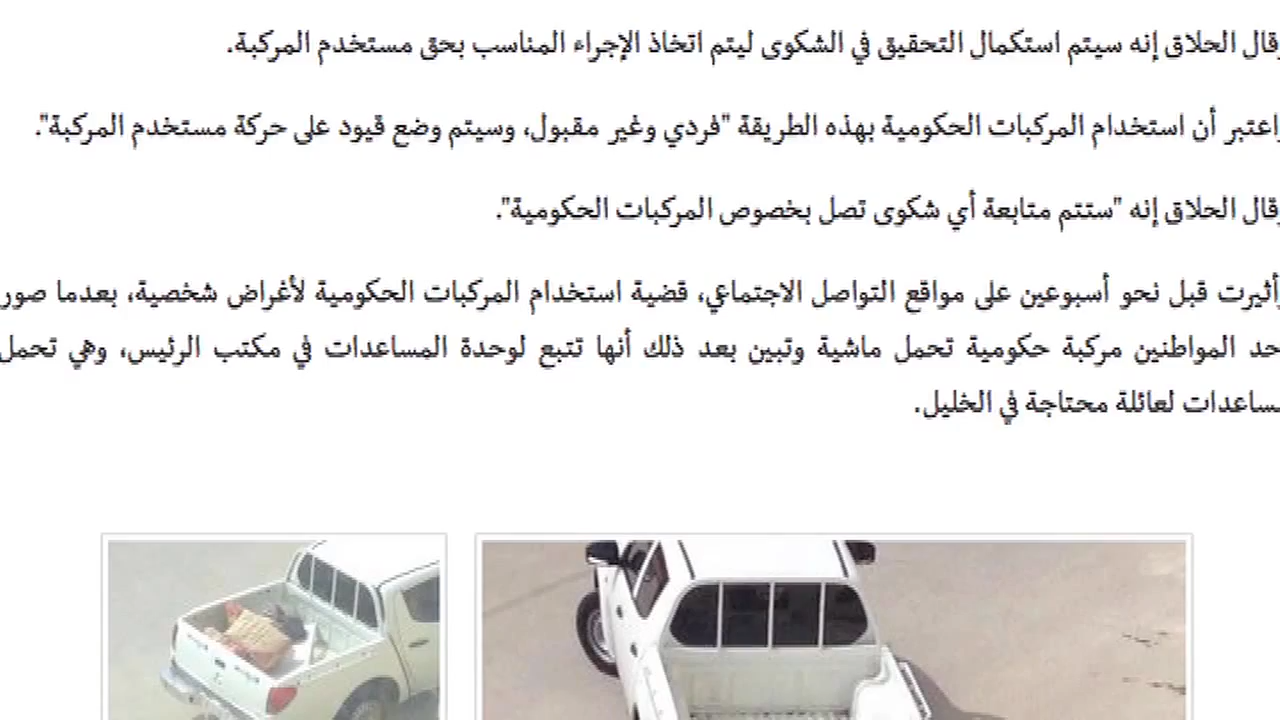 وقال الحلاق إنه سيتم استكمال التحقيق في الشكوى ليتم اتخاذ الإجراء المناسب بحق مستخدم المركبة.
واعتبر أن استخدام المركبات الحكومية بهذه الطريقة "فردي وغير مقبول، وسيتم وضع قيود على حركة مستخدم المركبة".
وقال الحلاق إنه "ستتم متابعة أي شكوى تصل بخصوص المركبات الحكومية".
وأثيرت قبل نحو أسبوعين على مواقع التواصل الاجتماعي، قضية استخدام المركبات الحكومية لأغراض شخصية، بعدما صور
أحد المواطنين مركبة حكومية تحمل ماشية وتبين بعد ذلك أنها تتبع لوحدة المساعدات في مكتب الرئيس، وهي تحمل
مساعدات لعائلة محتاجة في الخليل.